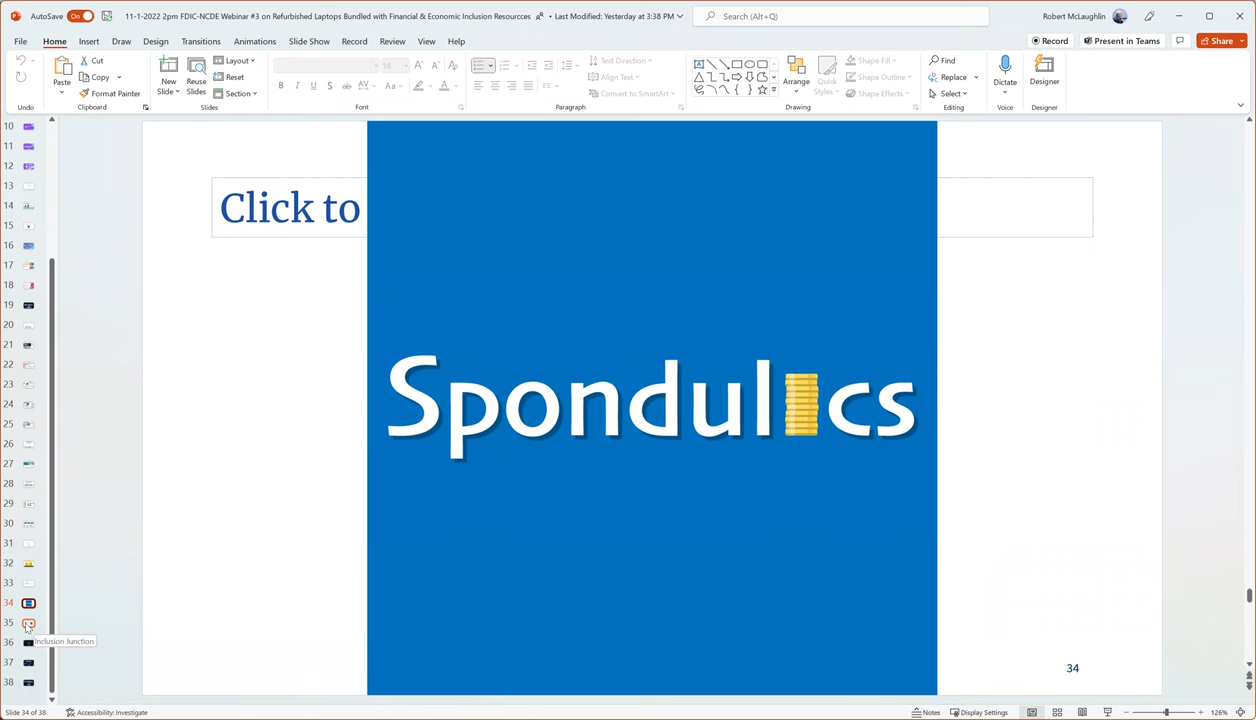 AutoSave
On
11-1-2022 2pm FDIC-NCDE Webinar #3 on Refurbished Laptops Bundled with Financial & Economic Inclusion Resourcces
• Last Modified: Yesterday at 3:38 PM
Search (Alt+Q)
Robert McLaughlin
File Home Insert Draw Design Transitions Animations Slide Show Record Review View Help
Record
Present in Teams
Share
Undo
Paste
Cut
Copy
Format Painter
Clipboard
New
Slide
Reuse
Slides
Layout
Reset
Section
Slides
18
B I U S ab AV Aa A
Font
Text Direction
Align Text
Convert to SmartArt
Paragraph
Arrange
Quick
Styles
Shape Fill
Shape Outline
Shape Effects
Drawing
Find
Replace
Select
Editing
Dictate
Voice
Designer
Designer
10
11
12
13
14
15
16
17
18
19
20
21
22
23
24
25
26
27
28
29
30
31
32
33
34
35
Inclusion Junction
36
37
38
Click to
Spondulics
34
Slide 34 of 38
Accessibility: Investigate
Notes
Display Settings
126%